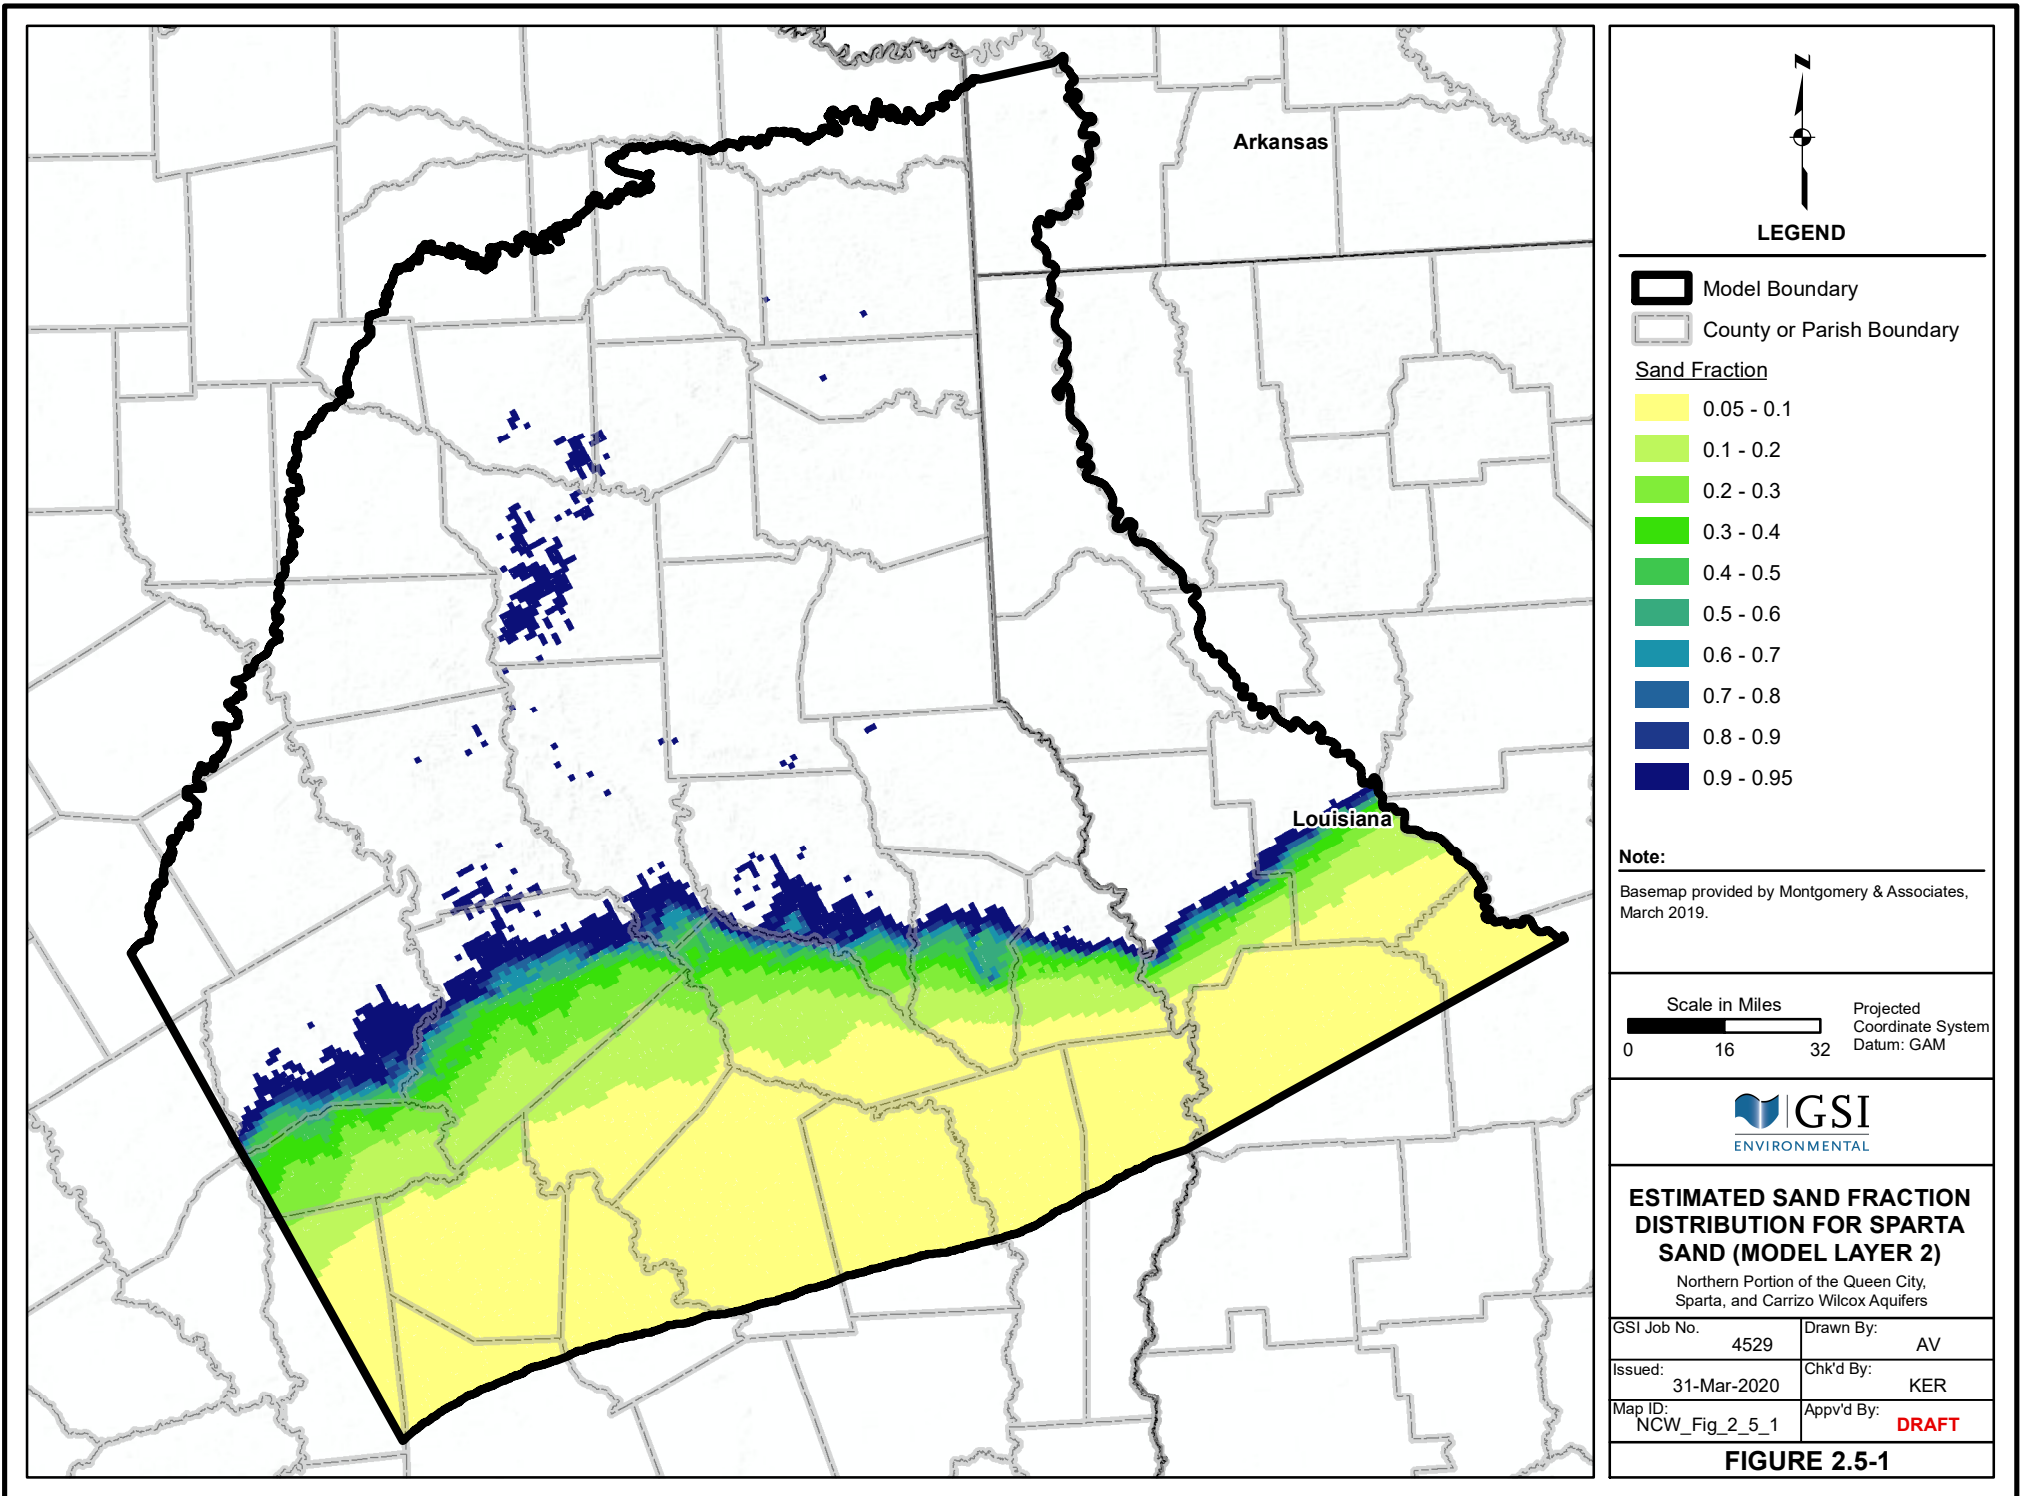 Arkansas
Louisiana
N
LEGEND
Model Boundary
County or Parish Boundary
Sand Fraction
0.05 - 0.1
0.1 - 0.2
0.2 - 0.3
0.3 - 0.4
0.4 - 0.5
0.5 - 0.6
0.6 - 0.7
0.7 - 0.8
0.8 - 0.9
0.9 - 0.95
Note:
Basemap provided by Montgomery & Associates,
March 2019.
Scale in Miles
0 16 32
Projected
Coordinate System
Datum: GAM
GSI
ENVIRONMENTAL
ESTIMATED SAND FRACTION
DISTRIBUTION FOR SPARTA
SAND (MODEL LAYER 2)
Northern Portion of the Queen City,
Sparta, and Carrizo Wilcox Aquifers
GSI Job No. 4529
Drawn By: AV
Issued: 31-Mar-2020
Chk'd By: KER
Map ID: NCW_Fig_2_5_1
Appv'd By: DRAFT
FIGURE 2.5-1